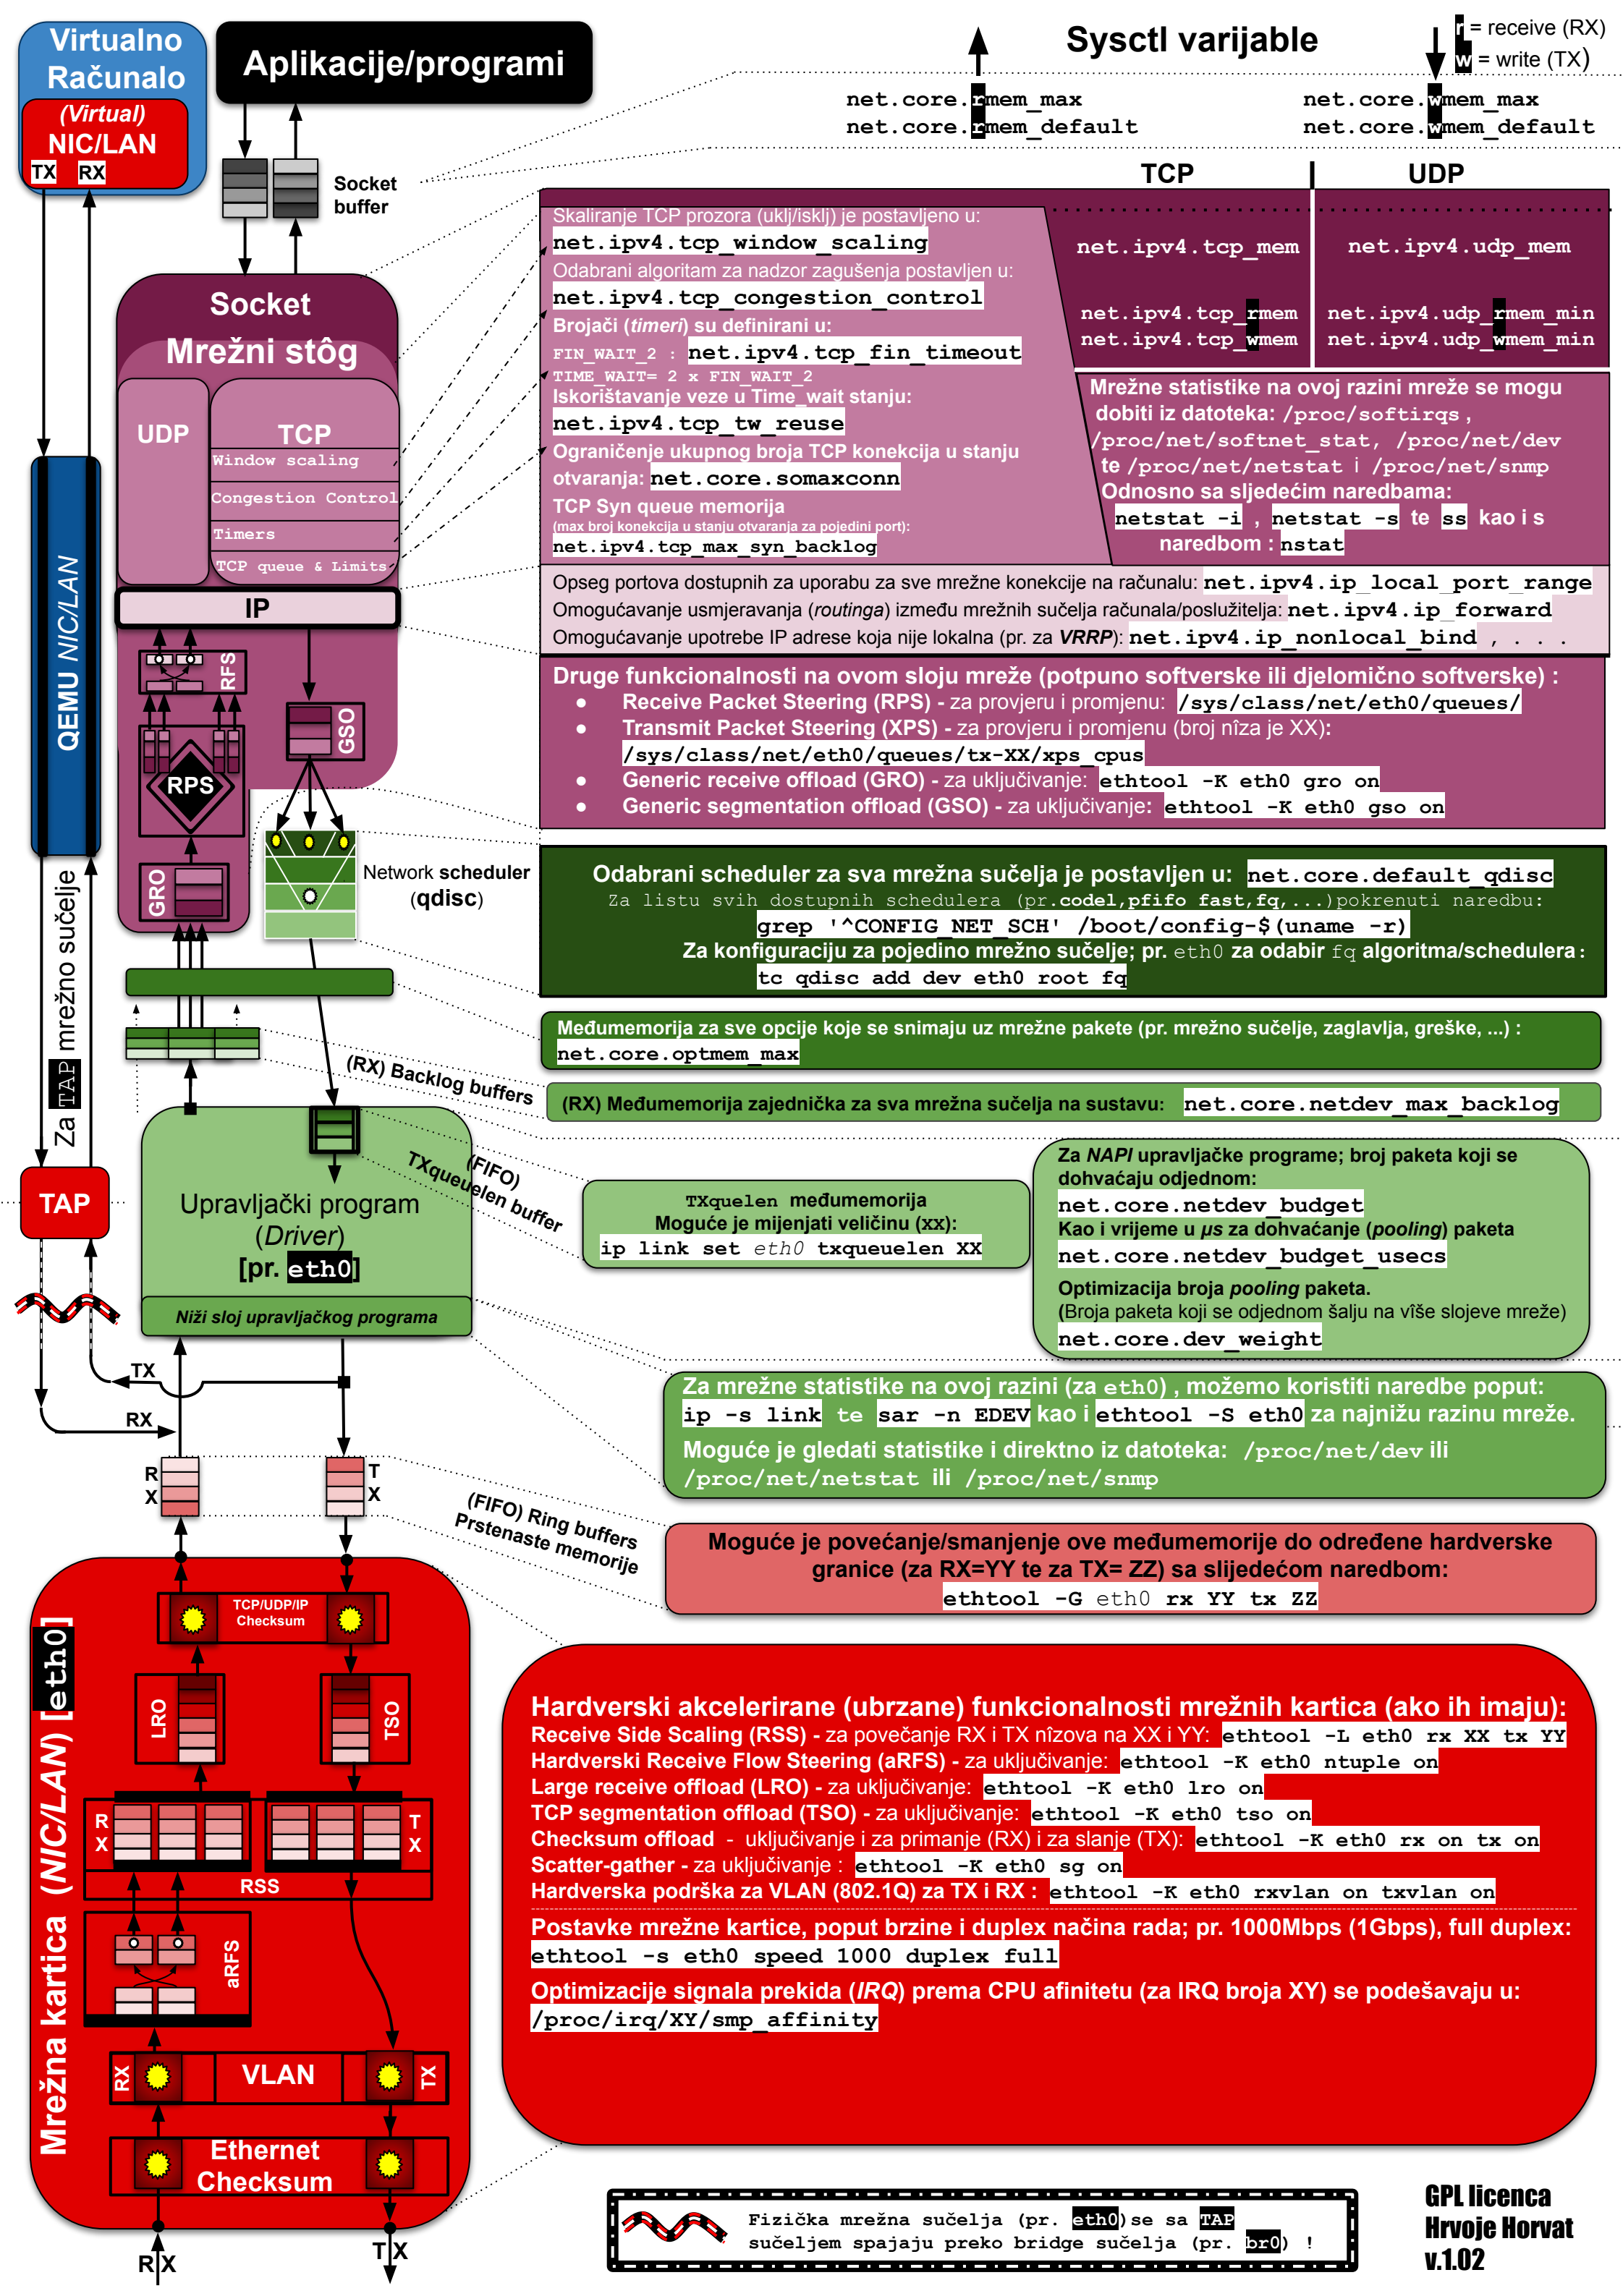 Virtualno
Računalo
(Virtual)
NIC/LAN
TX RX
Aplikacije/programi
Sysctl varijable
r = receive (RX)
w = write (TX)
net.core.rmem_max
net.core.rmem_default
net.core.wmem_max
net.core.wmem_default
Socket
buffer
TCP
UDP
Skaliranje TCP prozora (uklj/isklj) je postavljeno u:
net.ipv4.tcp_window_scaling
Odabrani algoritam za nadzor zagušenja postavljen u:
net.ipv4.tcp_congestion_control
Brojači (timeri) su definirani u:
FIN_WAIT_2 : net.ipv4.tcp_fin_timeout
TIME_WAIT= 2 x FIN_WAIT_2
Iskorištavanje veze u Time_wait stanju:
net.ipv4.tcp_tw_reuse
Ograničenje ukupnog broja TCP konekcija u stanju
otvaranja: net.core.somaxconn
TCP Syn queue memorija
(max broj konekcija u stanju otvaranja za pojedini port):
net.ipv4.tcp_max_syn_backlog
net.ipv4.tcp_mem
net.ipv4.udp_mem
net.ipv4.tcp_rmem
net.ipv4.tcp_wmem
net.ipv4.udp_rmem_min
net.ipv4.udp_wmem_min
Mrežne statistike na ovoj razini mreže se mogu
dobiti iz datoteka: /proc/softirqs ,
/proc/net/softnet_stat, /proc/net/dev
te /proc/net/netstat i /proc/net/snmp
Odnosno sa sljedećim naredbama:
netstat -i , netstat -s te ss kao i s
naredbom : nstat
Socket
Mrežni stôg
UDP
TCP
Window scaling
Congestion Control
Timers
TCP queue & Limits
IP
Opseg portova dostupnih za uporabu za sve mrežne konekcije na računalu: net.ipv4.ip_local_port_range
Omogućavanje usmjeravanja (routinga) između mrežnih sučelja računala/poslužitelja: net.ipv4.ip_forward
Omogućavanje upotrebe IP adrese koja nije lokalna (pr. za VRRP): net.ipv4.ip_nonlocal_bind , . . .
RFS
GSO
RPS
GRO
Druge funkcionalnosti na ovom sloju mreže (potpuno softverske ili djelomično softverske) :
● Receive Packet Steering (RPS) - za provjeru i promjenu: /sys/class/net/eth0/queues/
● Transmit Packet Steering (XPS) - za provjeru i promjenu (broj nîza je XX):
/sys/class/net/eth0/queues/tx-XX/xps_cpus
● Generic receive offload (GRO) - za uključivanje: ethtool -K eth0 gro on
● Generic segmentation offload (GSO) - za uključivanje: ethtool -K eth0 gso on
QEMU NIC/LAN
Za TAP mrežno sučelje
Network scheduler
(qdisc)
Odabrani scheduler za sva mrežna sučelja je postavljen u: net.core.default_qdisc
Za listu svih dostupnih schedulera (pr.codel,pfifo fast,fq,...)pokrenuti naredbu:
grep '^CONFIG_NET_SCH' /boot/config-$(uname -r)
Za konfiguraciju za pojedino mrežno sučelje; pr. eth0 za odabir fq algoritma/schedulera:
tc qdisc add dev eth0 root fq
Međumemorija za sve opcije koje se snimaju uz mrežne pakete (pr. mrežno sučelje, zaglavlja, greške, ...) :
net.core.optmem_max
(RX) Backlog buffers
(RX) Međumemorija zajednička za sva mrežna sučelja na sustavu: net.core.netdev_max_backlog
TAP
Upravljački program
(Driver)
[pr. eth0]
Niži sloj upravljačkog programa
(FIFO)
TXqueuelen buffer
TXquelen međumemorija
Moguće je mijenjati veličinu (XX):
ip link set eth0 txqueuelen XX
Za NAPI upravljačke programe; broj paketa koji se
dohvaćaju odjednom:
net.core.netdev_budget
Kao i vrijeme u µs za dohvaćanje (pooling) paketa
net.core.netdev_budget_usecs
Optimizacija broja pooling paketa.
(Broja paketa koji se odjednom šalju na vîše slojeve mreže)
net.core.dev_weight
TX
RX
Za mrežne statistike na ovoj razini (za eth0) , možemo koristiti naredbe poput:
ip -s link te sar -n EDEV kao i ethtool -S eth0 za najnižu razinu mreže.
Moguće je gledati statistike i direktno iz datoteka: /proc/net/dev ili
/proc/net/netstat ili /proc/net/snmp
RX
TX
(FIFO) Ring buffers
Prstenaste memorije
Moguće je povećanje/smanjenje ove međumemorije do određene hardverske
granice (za RX=YY te za TX= ZZ) sa slijedećom naredbom:
ethtool -G eth0 rx YY tx ZZ
Mrežna kartica (NIC/LAN) [eth0]
TCP/UDP/IP
Checksum
LRO
TSO
RX
TX
RSS
aRFS
RX
VLAN
TX
Ethernet
Checksum
RX
TX
Hardverski akcelerirane (ubrzane) funkcionalnosti mrežnih kartica (ako ih imaju):
Receive Side Scaling (RSS) - za povečanje RX i TX nîzova na XX i YY: ethtool -L eth0 rx XX tx YY
Hardverski Receive Flow Steering (aRFS) - za uključivanje: ethtool -K eth0 ntuple on
Large receive offload (LRO) - za uključivanje: ethtool -K eth0 lro on
TCP segmentation offload (TSO) - za uključivanje: ethtool -K eth0 tso on
Checksum offload - uključivanje i za primanje (RX) i za slanje (TX): ethtool -K eth0 rx on tx on
Scatter-gather - za uključivanje : ethtool -K eth0 sg on
Hardverska podrška za VLAN (802.1Q) za TX i RX : ethtool -K eth0 rxvlan on txvlan on
Postavke mrežne kartice, poput brzine i duplex načina rada; pr. 1000Mbps (1Gbps), full duplex:
ethtool -s eth0 speed 1000 duplex full
Optimizacije signala prekida (IRQ) prema CPU afinitetu (za IRQ broja XY) se podešavaju u:
/proc/irq/XY/smp_affinity
Fizička mrežna sučelja (pr. eth0)se sa TAP
sučeljem spajaju preko bridge sučelja (pr. br0) !
GPL licenca
Hrvoje Horvat
v.1.02